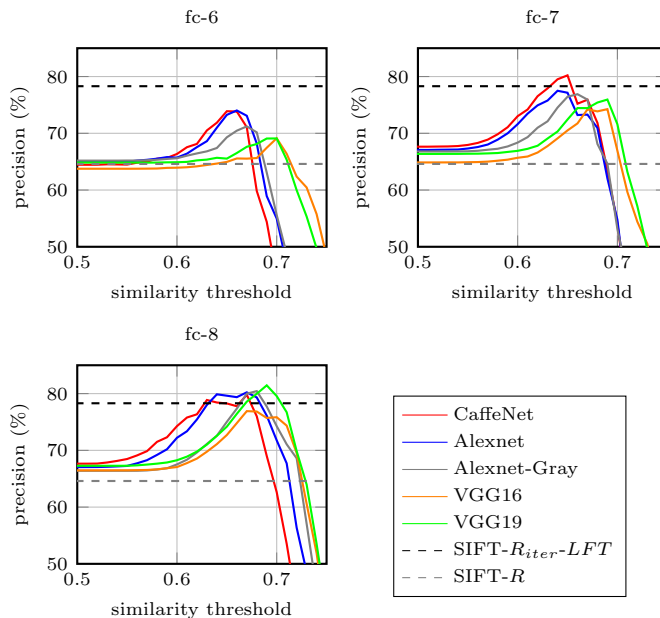 fc-6
fc-7
80
70
60
50
0.5
0.6
0.7
precision (%)
similarity threshold
80
70
60
50
0.5
0.6
0.7
precision (%)
similarity threshold
fc-8
80
70
60
50
0.5
0.6
0.7
precision (%)
similarity threshold
CaffeNet
Alexnet
Alexnet-Gray
VGG16
VGG19
SIFT-R_{iter}-LFT
SIFT-R